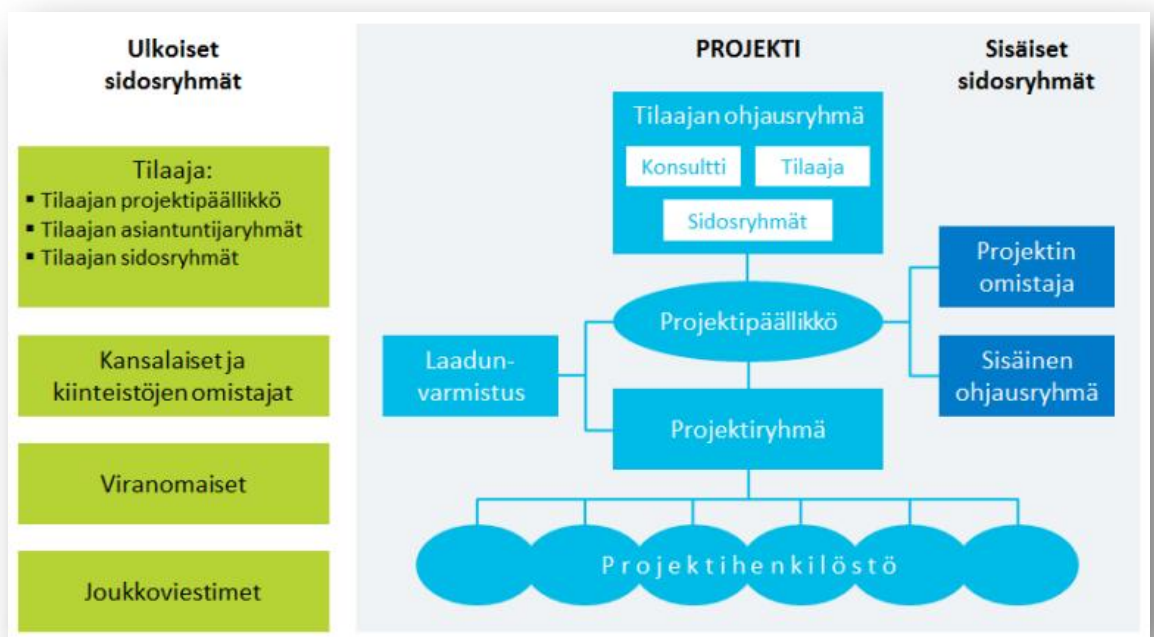 Ulkoiset
sidosryhmät
Tilaaja:
▪ Tilaajan projektipäällikkö
▪ Tilaajan asiantuntijaryhmät
▪ Tilaajan sidosryhmät
Kansalaiset ja
kiinteistöjen omistajat
Viranomaiset
Joukkoviestimet
PROJEKTI
Tilaajan ohjausryhmä
Konsultti
Tilaaja
Sidosryhmät
Projektipäällikkö
Laadun-
varmistus
Projektiryhmä
Projektihenkilöstö
Sisäiset
sidosryhmät
Projektin
omistaja
Sisäinen
ohjausryhmä